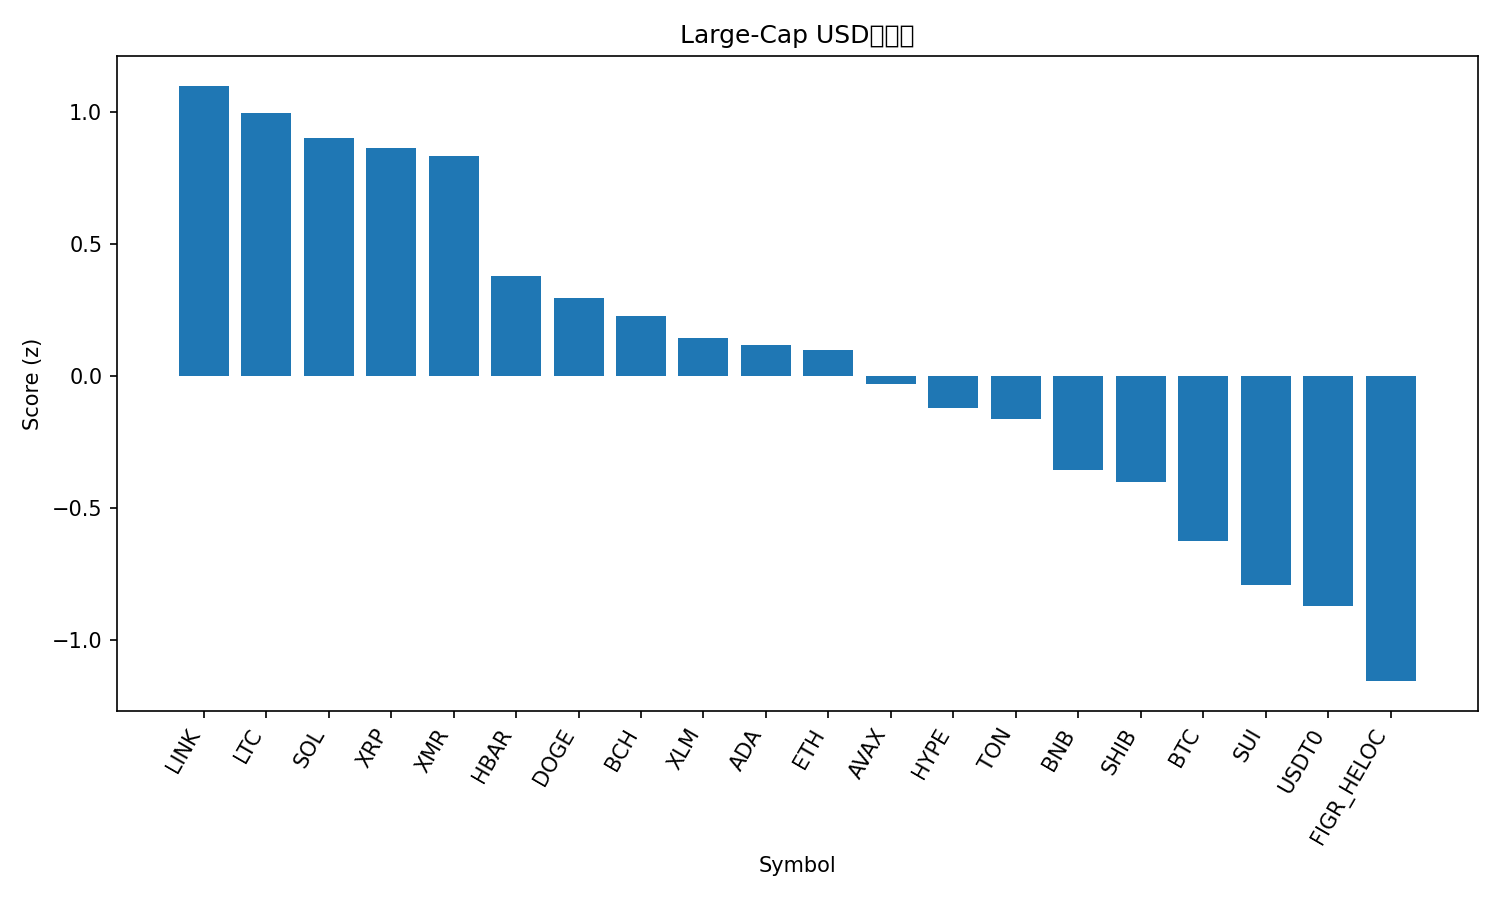 Large-Cap USD
Score (z)
1.0
0.5
0.0
−0.5
−1.0
LINK
LTC
SOL
XRP
XMR
HBAR
DOGE
BCH
XLM
ADA
ETH
AVAX
HYPE
TON
BNB
SHIB
BTC
SUI
USDT0
FIGR_HELOC
Symbol